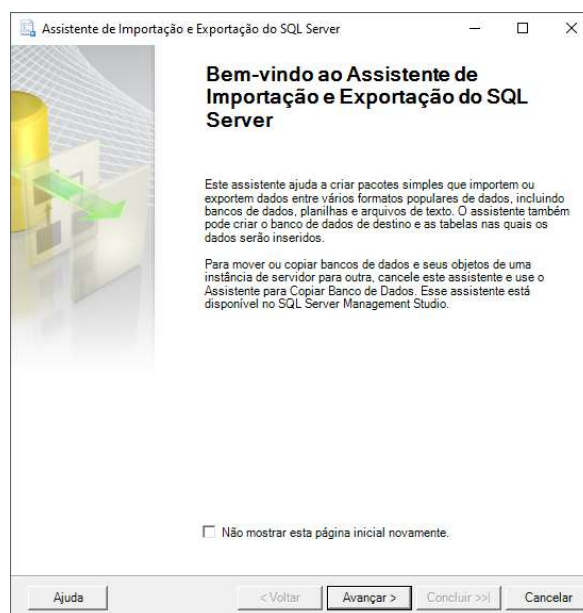 Assistente de Importação e Exportação do SQL Server
Bem-vindo ao Assistente de
Importação e Exportação do SQL
Server
Este assistente ajuda a criar pacotes simples que importem ou
exportem dados entre vários formatos populares de dados, incluindo
bancos de dados, planilhas e arquivos de texto. O assistente também
pode criar o banco de dados de destino e as tabelas nas quais os
dados serão inseridos.
Para mover ou copiar bancos de dados e seus objetos de uma
instância de servidor para outra, cancele este assistente e use o
Assistente para Copiar Banco de Dados. Esse assistente está
disponível no SQL Server Management Studio.
Não mostrar esta página inicial novamente.
Ajuda < Voltar Avançar > Concluir >>| Cancelar